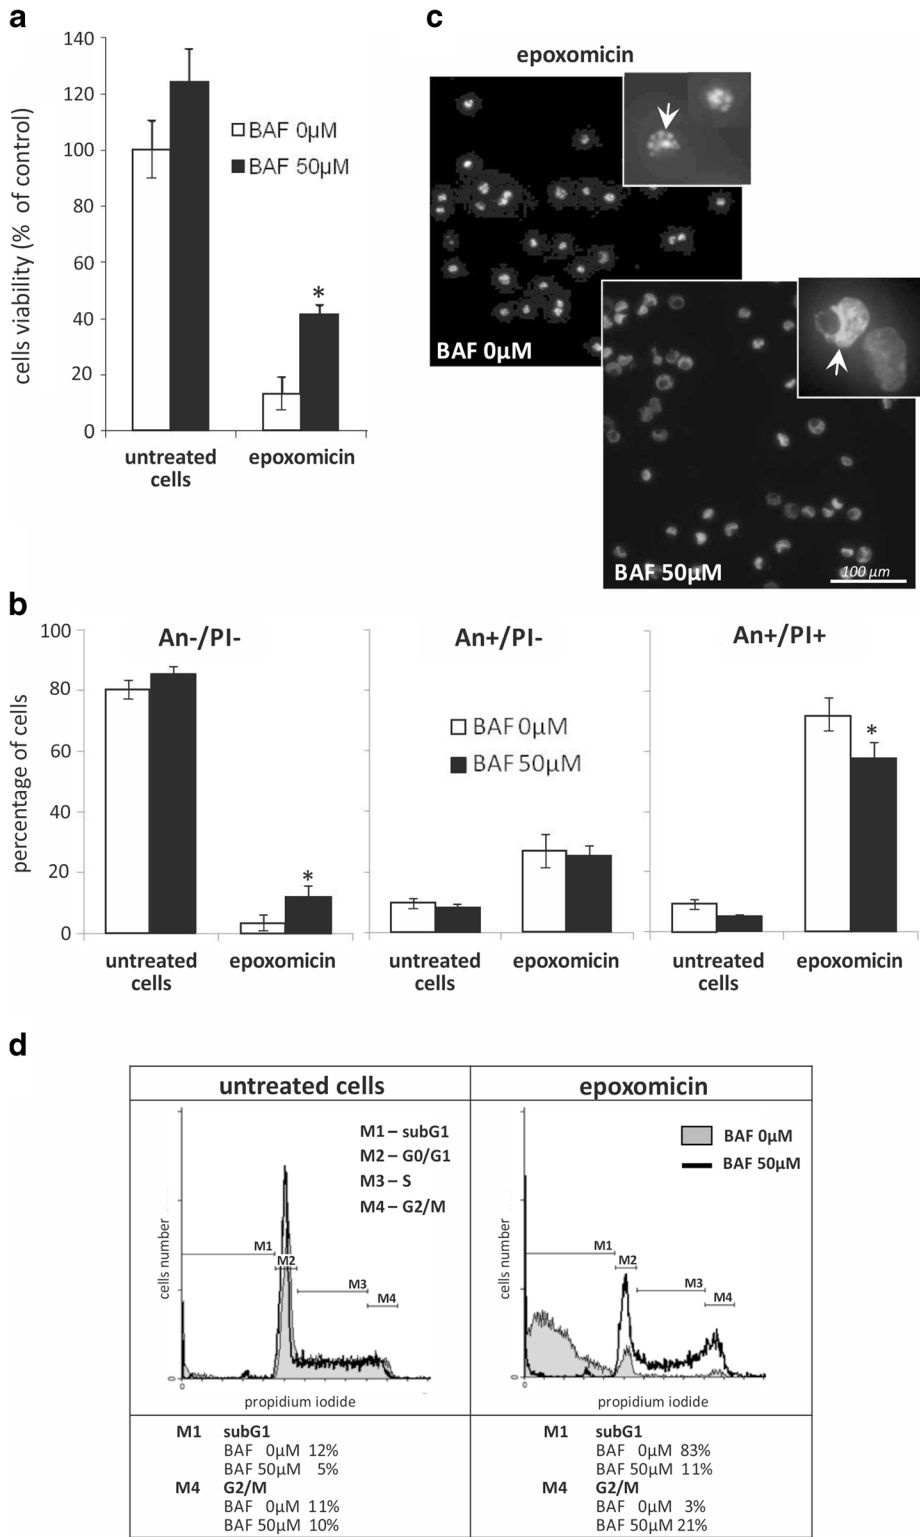 a
140
120
100
80
60
40
20
0
cells viability (% of control)
BAF 0µM
BAF 50µM
*
untreated cells
epoxomicin
c
epoxomicin
BAF 0µM
BAF 50µM
100 µm
b
100
80
60
40
20
0
percentage of cells
An-/PI-
An+/PI-
An+/PI+
BAF 0µM
BAF 50µM
*
*
untreated cells
epoxomicin
untreated cells
epoxomicin
untreated cells
epoxomicin
d
untreated cells
epoxomicin
M1 – subG1
M2 – G0/G1
M3 – S
M4 – G2/M
BAF 0µM
BAF 50µM
cells number
M1
M2
M3
M4
0
0
propidium iodide
cells number
M1
M2
M3
M4
0
0
propidium iodide
M1 subG1
BAF 0µM 12%
BAF 50µM 5%
M4 G2/M
BAF 0µM 11%
BAF 50µM 10%
M1 subG1
BAF 0µM 83%
BAF 50µM 11%
M4 G2/M
BAF 0µM 3%
BAF 50µM 21%